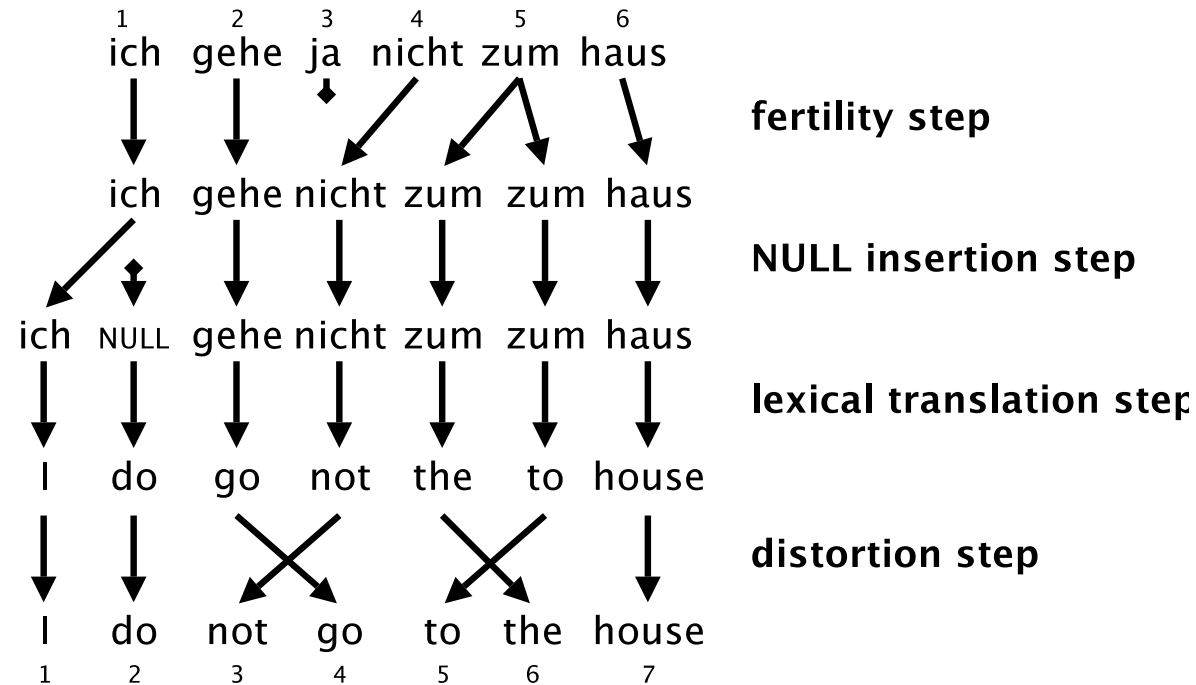 1 2 3 4 5 6
ich gehe ja nicht zum haus
fertility step
ich gehe nicht zum zum haus
NULL insertion step
ich NULL gehe nicht zum zum haus
lexical translation step
I do go not the to house
distortion step
I do not go to the house
1 2 3 4 5 6 7